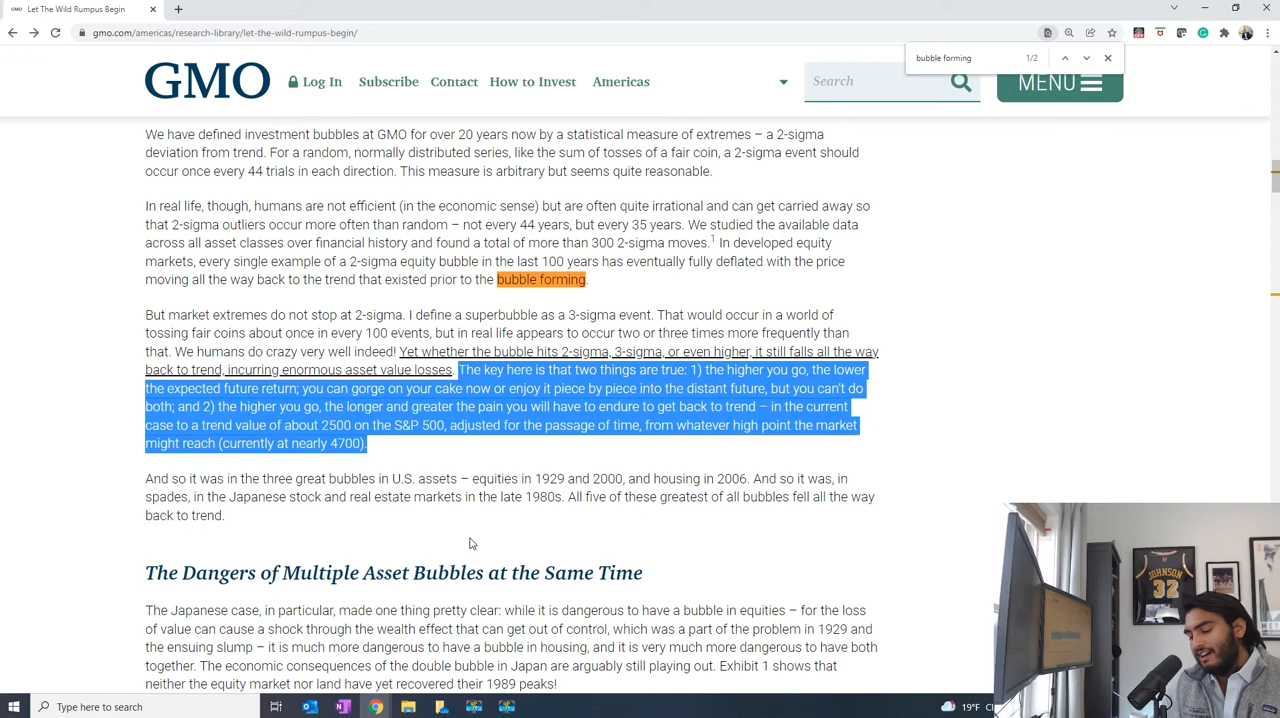 GMO Let The Wild Rumpus Begin
gmo.com/americas/research-library/let-the-wild-rumpus-begin/
bubble forming 1/2
GMO
Log In
Subscribe
Contact
How to Invest
Americas
Search
MENU
We have defined investment bubbles at GMO for over 20 years now by a statistical measure of extremes – a 2-sigma
deviation from trend. For a random, normally distributed series, like the sum of tosses of a fair coin, a 2-sigma event should
occur once every 44 trials in each direction. This measure is arbitrary but seems quite reasonable.
In real life, though, humans are not efficient (in the economic sense) but are often quite irrational and can get carried away so
that 2-sigma outliers occur more often than random – not every 44 years, but every 35 years. We studied the available data
across all asset classes over financial history and found a total of more than 300 2-sigma moves.1 In developed equity
markets, every single example of a 2-sigma equity bubble in the last 100 years has eventually fully deflated with the price
moving all the way back to the trend that existed prior to the bubble forming.
But market extremes do not stop at 2-sigma. I define a superbubble as a 3-sigma event. That would occur in a world of
tossing fair coins about once in every 100 events, but in real life appears to occur two or three times more frequently than
that. We humans do crazy very well indeed! Yet whether the bubble hits 2-sigma, 3-sigma, or even higher, it still falls all the way
back to trend, incurring enormous asset value losses. The key here is that two things are true: 1) the higher you go, the lower
the expected future return; you can gorge on your cake now or enjoy it piece by piece into the distant future, but you can't do
both; and 2) the higher you go, the longer and greater the pain you will have to endure to get back to trend – in the current
case to a trend value of about 2500 on the S&P 500, adjusted for the passage of time, from whatever high point the market
might reach (currently at nearly 4700).
And so it was in the three great bubbles in U.S. assets – equities in 1929 and 2000, and housing in 2006. And so it was, in
spades, in the Japanese stock and real estate markets in the late 1980s. All five of these greatest of all bubbles fell all the way
back to trend.
The Dangers of Multiple Asset Bubbles at the Same Time
The Japanese case, in particular, made one thing pretty clear: while it is dangerous to have a bubble in equities – for the loss
of value can cause a shock through the wealth effect that can get out of control, which was a part of the problem in 1929 and
the ensuing slump – it is much more dangerous to have a bubble in housing, and it is very much more dangerous to have both
together. The economic consequences of the double bubble in Japan are arguably still playing out. Exhibit 1 shows that
neither the equity market nor land have yet recovered their 1989 peaks!
JOHNSON
32
Type here to search
19°F